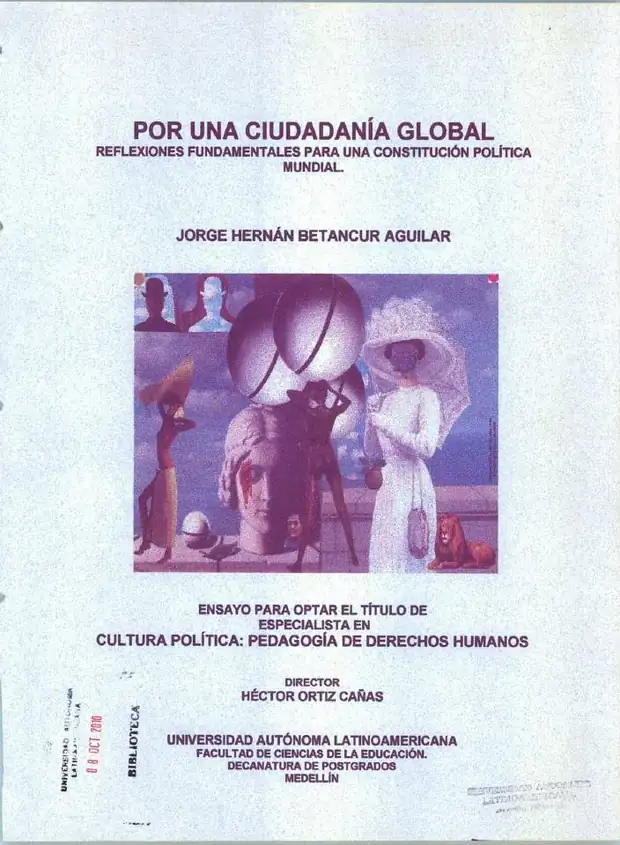 POR UNA CIUDADANÍA GLOBAL
REFLEXIONES FUNDAMENTALES PARA UNA CONSTITUCIÓN POLÍTICA
MUNDIAL.
JORGE HERNÁN BETANCUR AGUILAR
ENSAYO PARA OPTAR EL TÍTULO DE
ESPECIALISTA EN
CULTURA POLÍTICA: PEDAGOGÍA DE DERECHOS HUMANOS
DIRECTOR
HÉCTOR ORTIZ CAÑAS
UNIVERSIDAD AUTÓNOMA LATINOAMERICANA
FACULTAD DE CIENCIAS DE LA EDUCACIÓN.
DECANATURA DE POSTGRADOS
MEDELLÍN
UNIVERSIDAD
08 OCT 2010
BIBLIOTECA